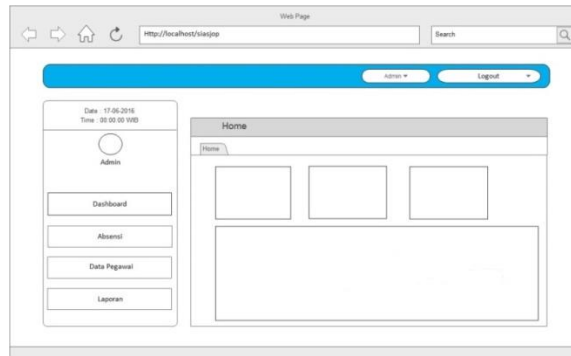 Web Page
Http://localhost/siasjop
Search
Admin
Logout
Date : 17-06-2016
Time : 00:00:00 WIB
Admin
Dashboard
Absensi
Data Pegawai
Laporan
Home
Home